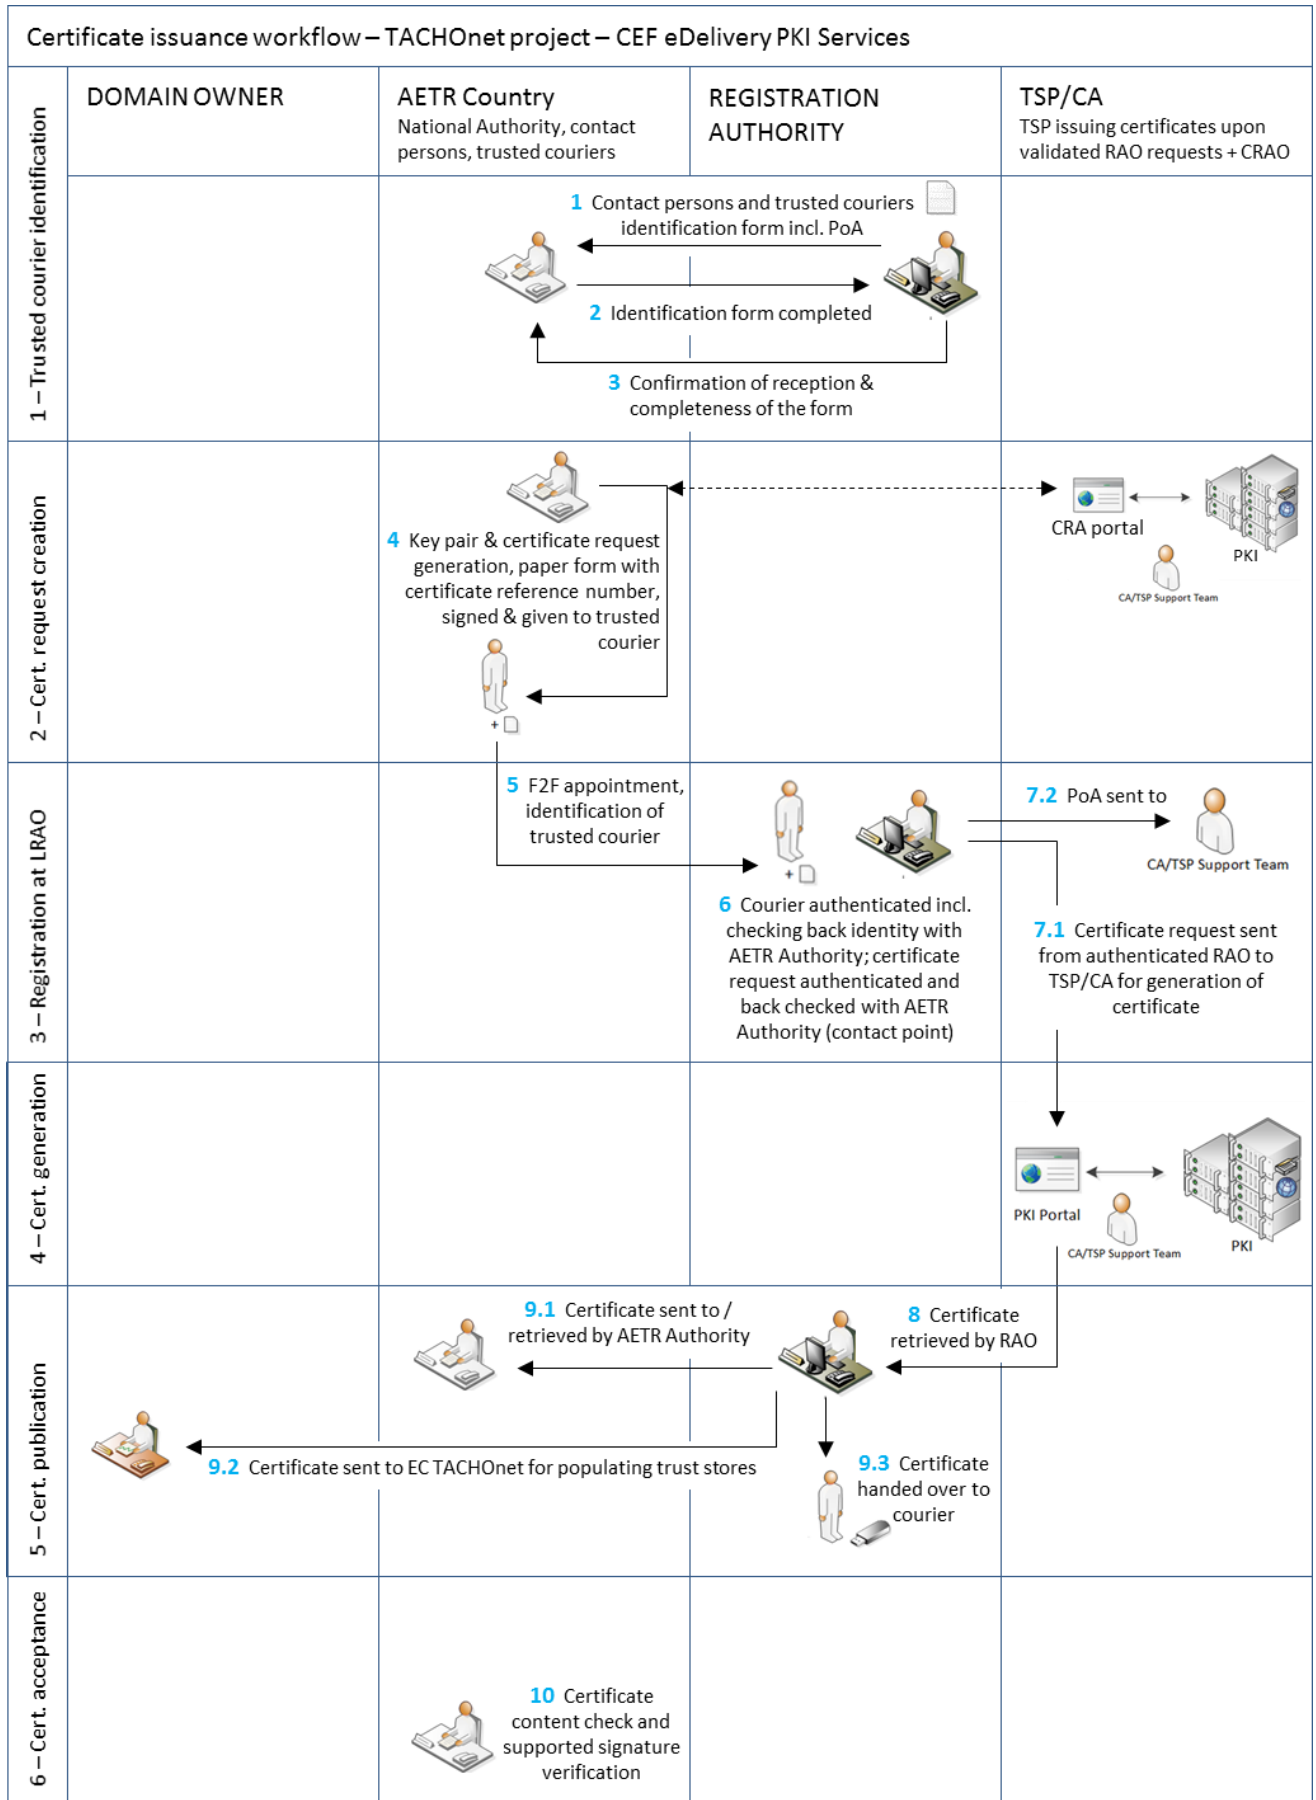 Certificate issuance workflow – TACHOnet project – CEF eDelivery PKI Services
DOMAIN OWNER
AETR Country
National Authority, contact
persons, trusted couriers
REGISTRATION
AUTHORITY
TSP/CA
TSP issuing certificates upon
validated RAO requests + CRAO
1 – Trusted courier identification
1 Contact persons and trusted couriers
identification form incl. PoA
2 Identification form completed
3 Confirmation of reception &
completeness of the form
2 – Cert. request creation
4 Key pair & certificate request
generation, paper form with
certificate reference number,
signed & given to trusted
courier
+
CRA portal
PKI
CA/TSP Support Team
3 – Registration at LRAO
5 F2F appointment,
identification of
trusted courier
+
6 Courier authenticated incl.
checking back identity with
AETR Authority; certificate
request authenticated and
back checked with AETR
Authority (contact point)
7.2 PoA sent to
CA/TSP Support Team
7.1 Certificate request sent
from authenticated RAO to
TSP/CA for generation of
certificate
4 – Cert. generation
PKI Portal
CA/TSP Support Team
PKI
5 – Cert. publication
9.1 Certificate sent to /
retrieved by AETR Authority
8 Certificate
retrieved by RAO
9.2 Certificate sent to EC TACHOnet for populating trust stores
9.3 Certificate
handed over to
courier
6 – Cert. acceptance
10 Certificate
content check and
supported signature
verification